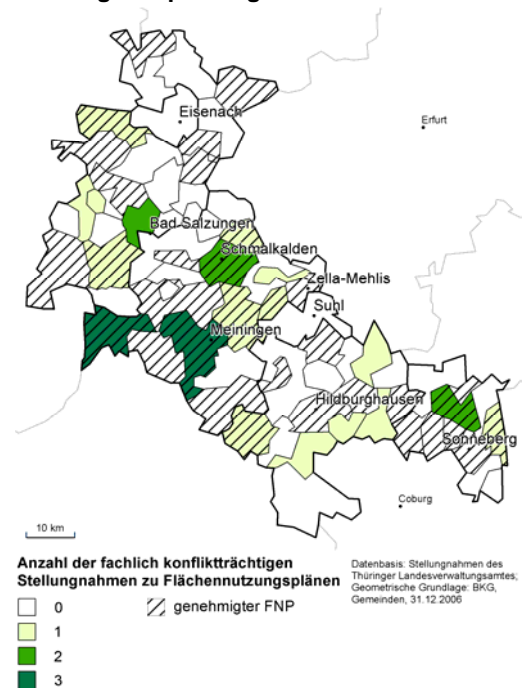 Eisenach
Erfurt
Bad Salzungen
Schmalkalden
Zella-Mehlis
Suhl
Meiningen
Hildburghausen
Sonneberg
Coburg
10 km
Anzahl der fachlich konfliktträchtigen
Stellungnahmen zu Flächennutzungsplänen
0
genehmigter FNP
1
2
3
Datenbasis: Stellungnahmen des
Thüringer Landesverwaltungsamtes;
Geometrische Grundlage: BKG,
Gemeinden, 31.12.2006